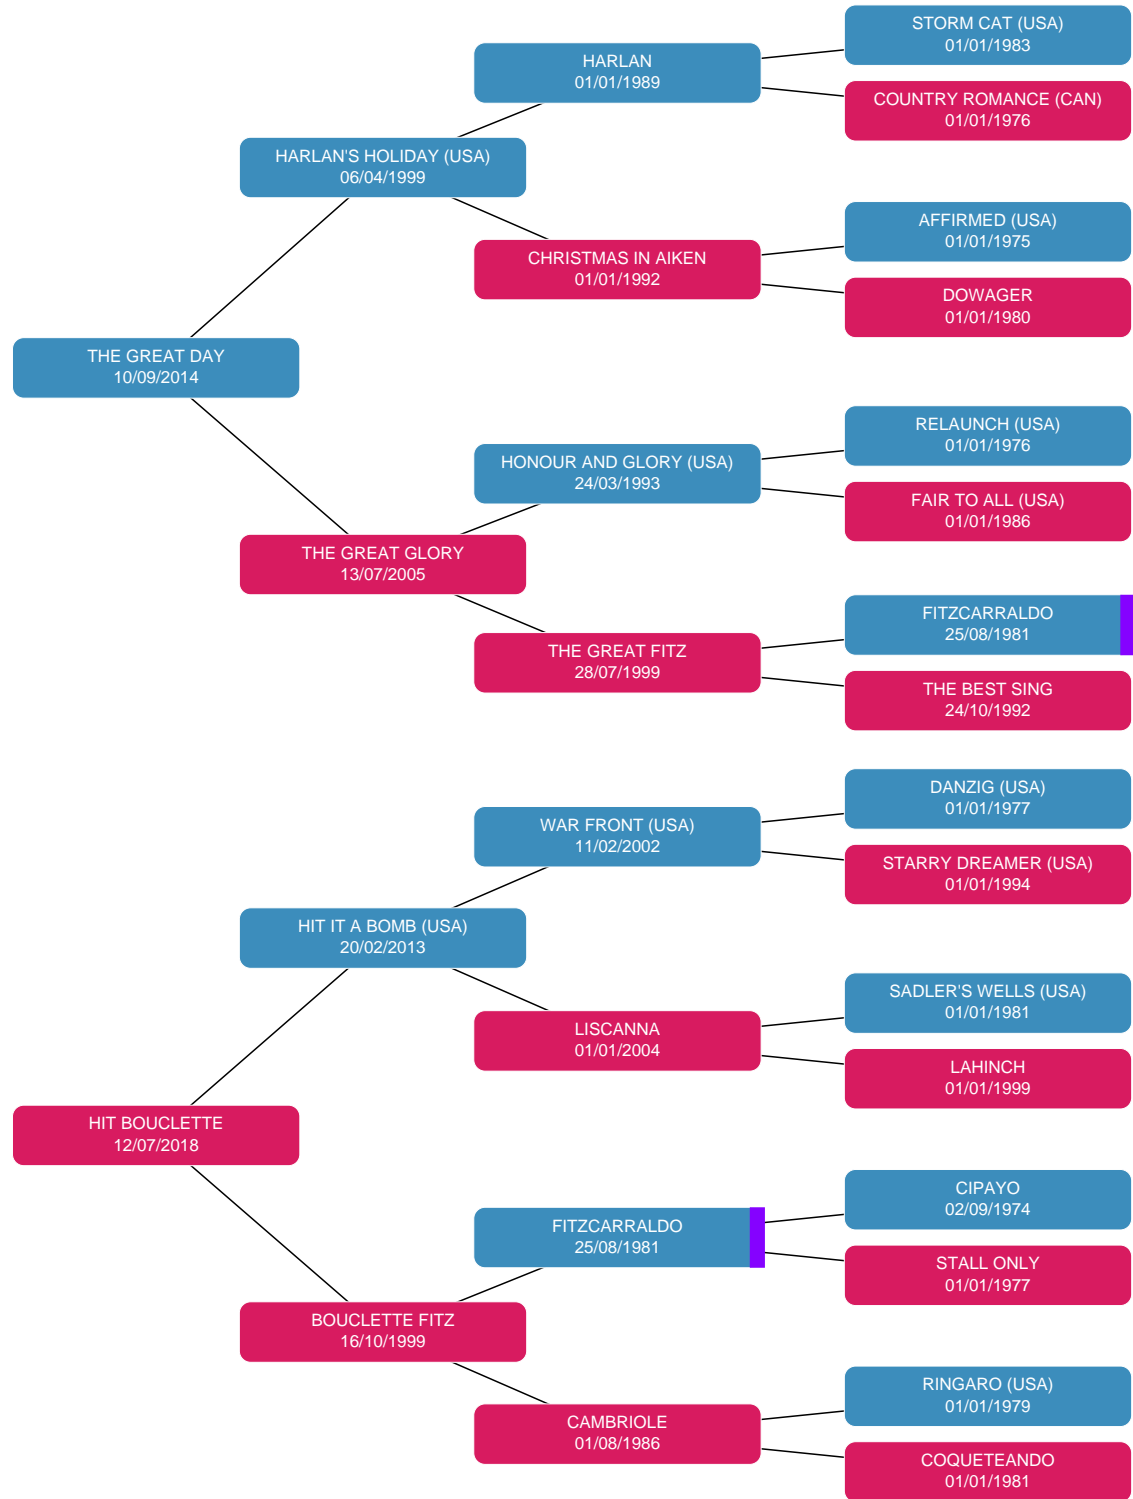 STORM CAT (USA)
01/01/1983
HARLAN
01/01/1989
COUNTRY ROMANCE (CAN)
01/01/1976
HARLAN'S HOLIDAY (USA)
06/04/1999
AFFIRMED (USA)
01/01/1975
CHRISTMAS IN AIKEN
01/01/1992
DOWAGER
01/01/1980
THE GREAT DAY
10/09/2014
RELAUNCH (USA)
01/01/1976
HONOUR AND GLORY (USA)
24/03/1993
FAIR TO ALL (USA)
01/01/1986
THE GREAT GLORY
13/07/2005
FITZCARRALDO
25/08/1981
THE GREAT FITZ
28/07/1999
THE BEST SING
24/10/1992
DANZIG (USA)
01/01/1977
WAR FRONT (USA)
11/02/2002
STARRY DREAMER (USA)
01/01/1994
HIT IT A BOMB (USA)
20/02/2013
SADLER'S WELLS (USA)
01/01/1981
LISCANNA
01/01/2004
LAHINCH
01/01/1999
HIT BOUCLETTE
12/07/2018
CIPAYO
02/09/1974
FITZCARRALDO
25/08/1981
STALL ONLY
01/01/1977
BOUCLETTE FITZ
16/10/1999
RINGARO (USA)
01/01/1979
CAMBRIOLE
01/08/1986
COQUETEANDO
01/01/1981